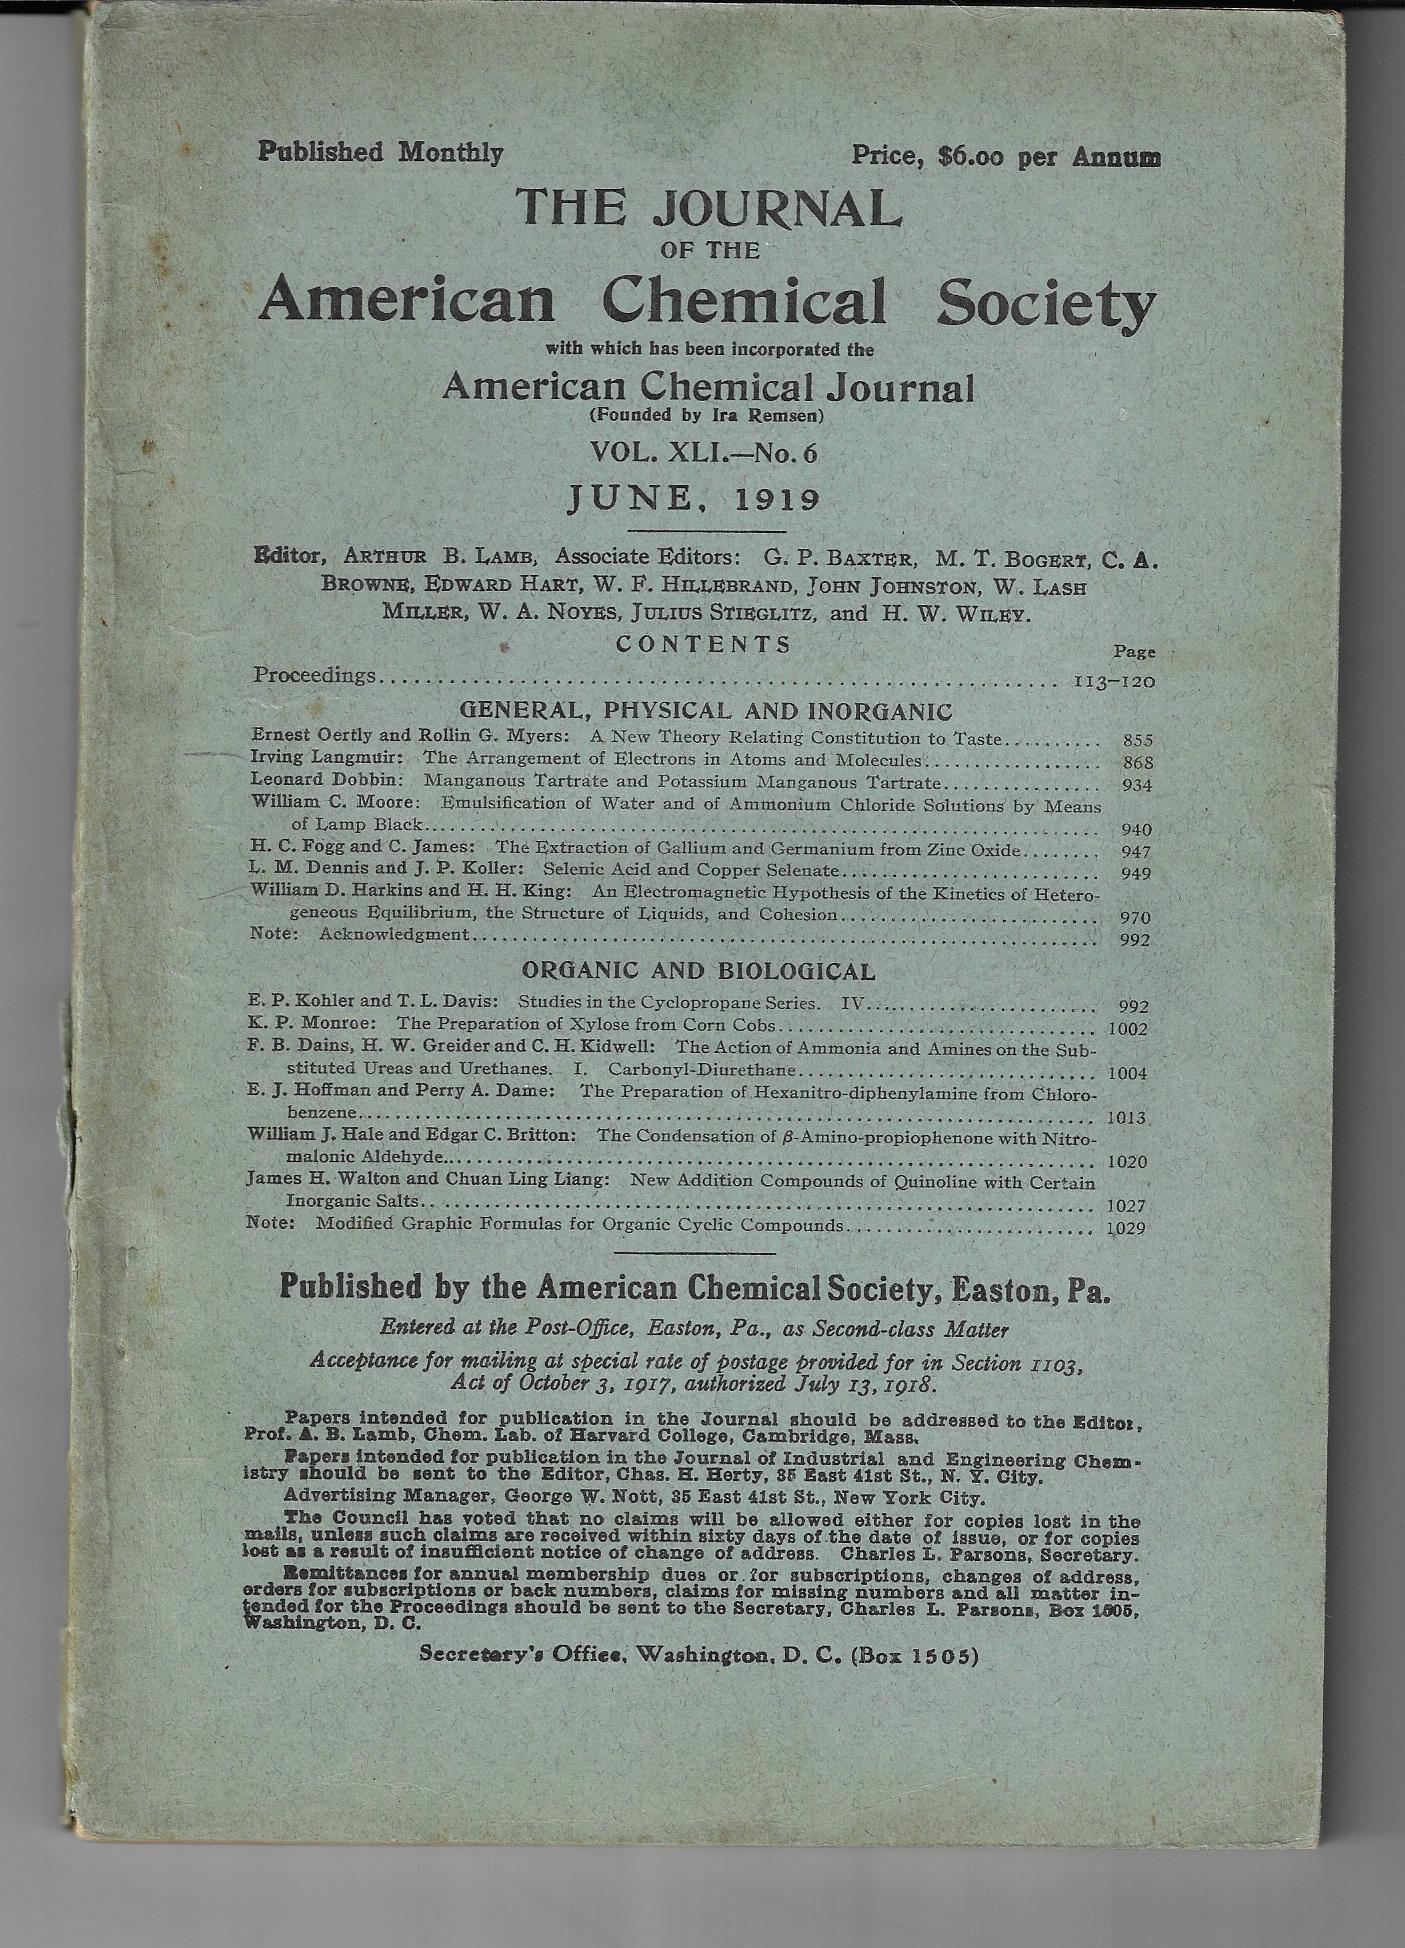 Published Monthly Price, $6.00 per Annum
THE JOURNAL
OF THE
American Chemical Society
with which has been incorporated the
American Chemical Journal
(Founded by Ira Remsen)
VOL. XLI.—No. 6
JUNE, 1919
Editor, ARTHUR B. LAMB, Associate Editors: G. P. BAXTER, M. T. BOGERT, C. A.
BROWNE, EDWARD HART, W. F. HILLEBRAND, JOHN JOHNSTON, W. LASH
MILLER, W. A. NOYES, JULIUS STIEGLITZ, and H. W. WILEY.
CONTENTS
Page
Proceedings........................................................... 113–120
GENERAL, PHYSICAL AND INORGANIC
Ernest Oertly and Rollin G. Myers: A New Theory Relating Constitution to Taste.......... 855
Irving Langmuir: The Arrangement of Electrons in Atoms and Molecules.................. 868
Leonard Dobbin: Manganous Tartrate and Potassium Manganous Tartrate................ 934
William C. Moore: Emulsification of Water and of Ammonium Chloride Solutions by Means
of Lamp Black.................................................................... 940
H. C. Fogg and C. James: The Extraction of Gallium and Germanium from Zinc Oxide........ 947
L. M. Dennis and J. P. Koller: Selenic Acid and Copper Selenate.......................... 949
William D. Harkins and H. H. King: An Electromagnetic Hypothesis of the Kinetics of Hetero-
geneous Equilibrium, the Structure of Liquids, and Cohesion.......................... 970
Note: Acknowledgment............................................................... 992
ORGANIC AND BIOLOGICAL
E. P. Kohler and T. L. Davis: Studies in the Cyclopropane Series. IV....................... 992
K. P. Monroe: The Preparation of Xylose from Corn Cobs................................ 1002
F. B. Dains, H. W. Greider and C. H. Kidwell: The Action of Ammonia and Amines on the Sub-
stituted Ureas and Urethanes. I. Carbonyl-Diurethane.............................. 1004
E. J. Hoffman and Perry A. Dame: The Preparation of Hexanitro-diphenylamine from Chloro-
benzene.......................................................................... 1013
William J. Hale and Edgar C. Britton: The Condensation of β-Amino-propiophenone with Nitro-
malonic Aldehyde................................................................. 1020
James H. Walton and Chuan Ling Liang: New Addition Compounds of Quinoline with Certain
Inorganic Salts.................................................................... 1027
Note: Modified Graphic Formulas for Organic Cyclic Compounds......................... 1029
Published by the American Chemical Society, Easton, Pa.
Entered at the Post-Office, Easton, Pa., as Second-class Matter
Acceptance for mailing at special rate of postage provided for in Section 1103,
Act of October 3, 1917, authorized July 13, 1918.
Papers intended for publication in the Journal should be addressed to the Editor,
Prof. A. B. Lamb, Chem. Lab. of Harvard College, Cambridge, Mass.
Papers intended for publication in the Journal of Industrial and Engineering Chem-
istry should be sent to the Editor, Chas. H. Herty, 35 East 41st St., N. Y. City.
Advertising Manager, George W. Nott, 35 East 41st St., New York City.
The Council has voted that no claims will be allowed either for copies lost in the
mails, unless such claims are received within sixty days of the date of issue, or for copies
lost as a result of insufficient notice of change of address. Charles L. Parsons, Secretary.
Remittances for annual membership dues or for subscriptions, changes of address,
orders for subscriptions or back numbers, claims for missing numbers and all matter in-
tended for the Proceedings should be sent to the Secretary, Charles L. Parsons, Box 1505,
Washington, D. C.
Secretary's Office, Washington, D. C. (Box 1505)